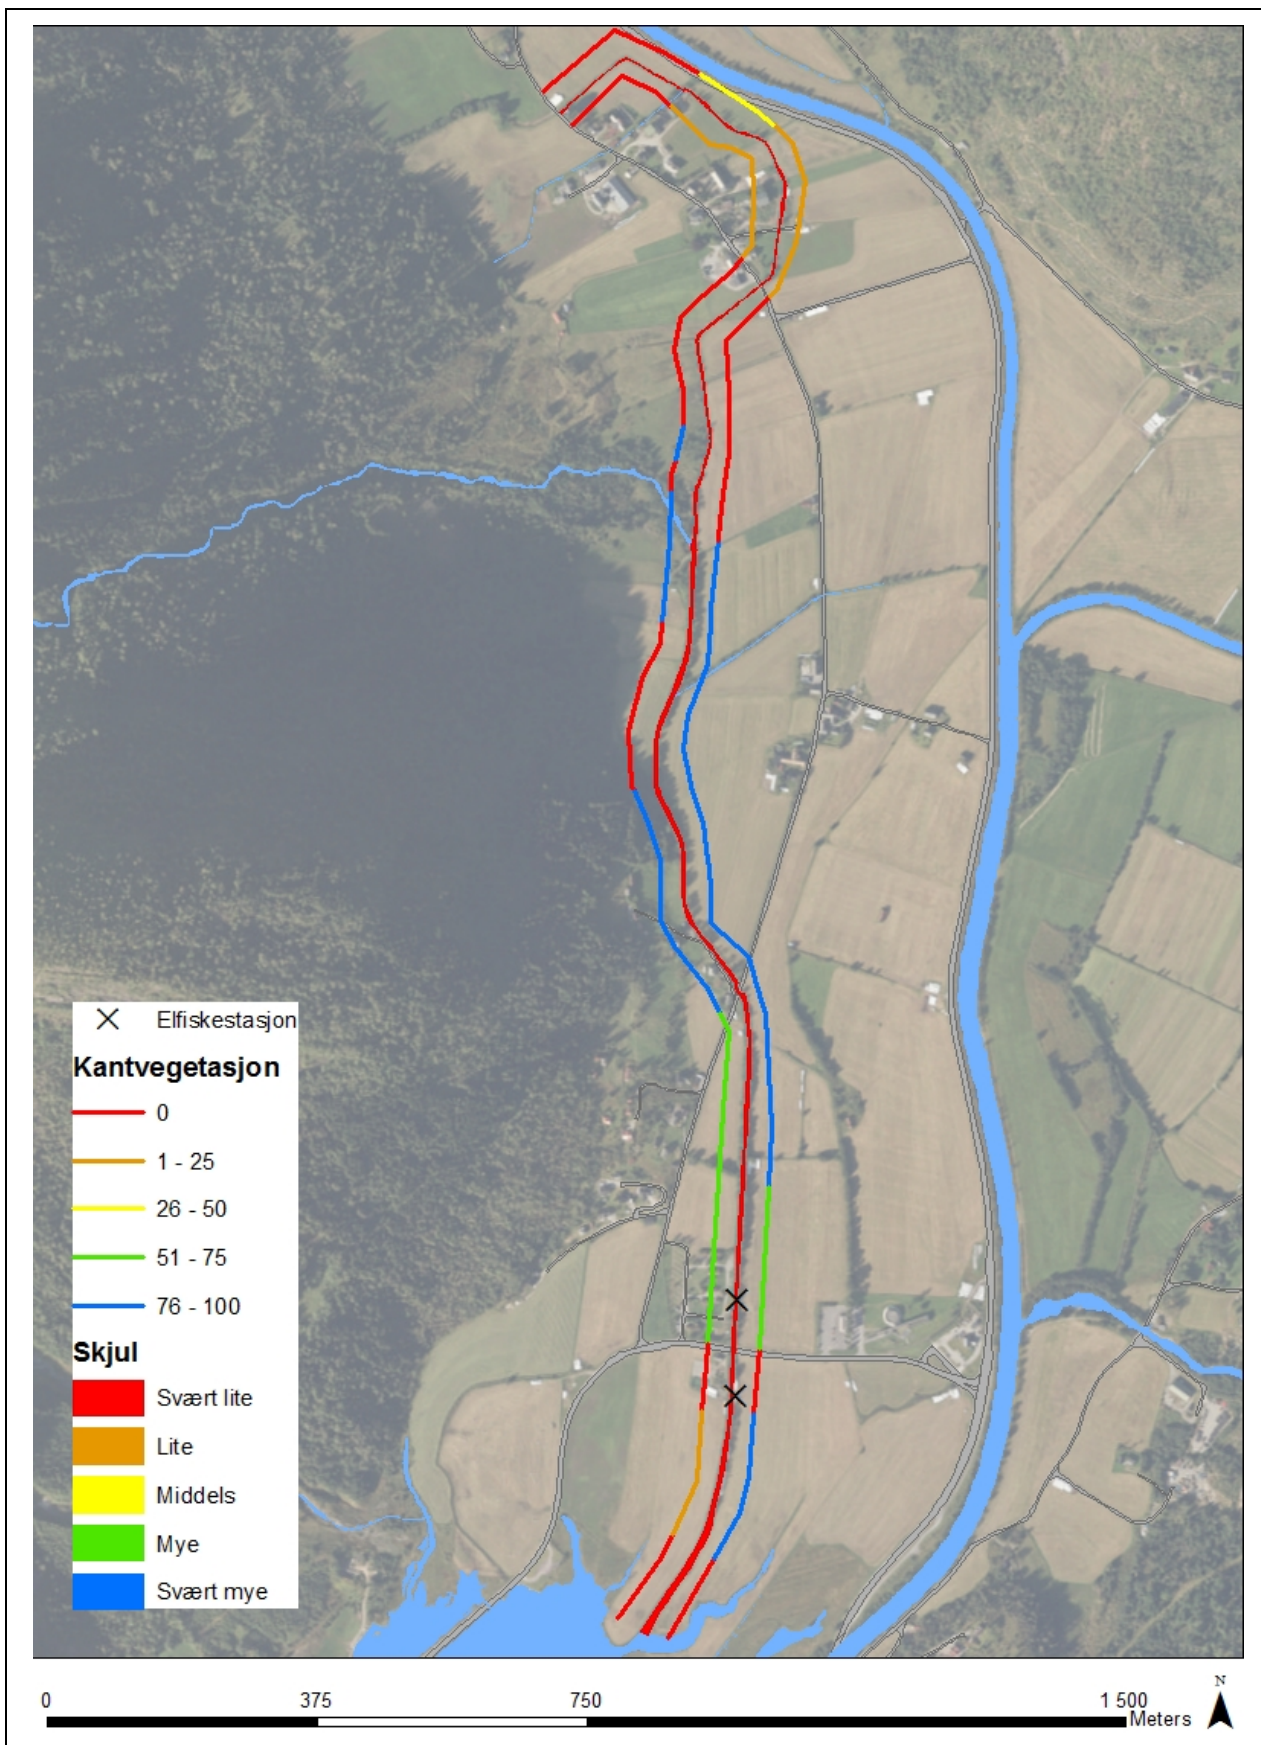 Elfiskestasjon
Kantvegetasjon
0
1 - 25
26 - 50
51 - 75
76 - 100
Skjul
Svært lite
Lite
Middels
Mye
Svært mye
0 375 750 1 500
Meters
N